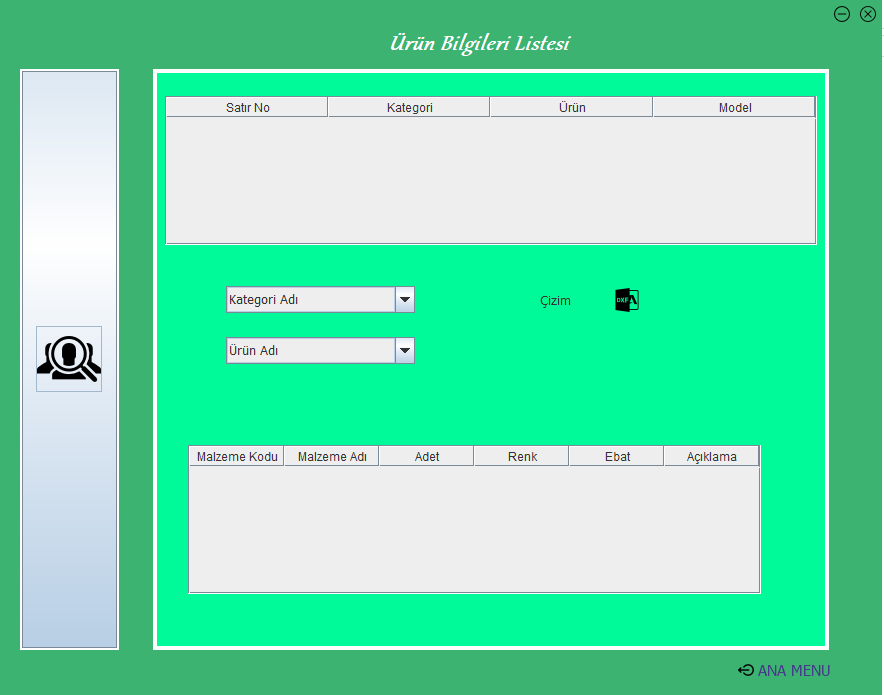 Ürün Bilgileri Listesi
Satır No Kategori Ürün Model
Kategori Adı
Çizim
DXF
Ürün Adı
Malzeme Kodu Malzeme Adı Adet Renk Ebat Açıklama
ANA MENU